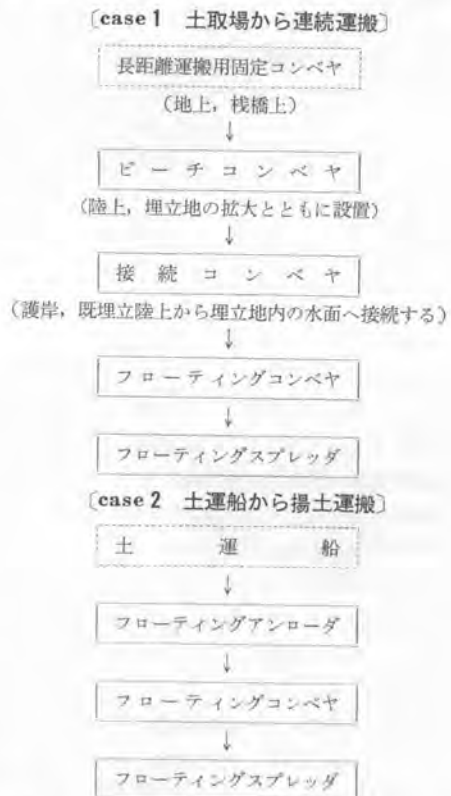 〔case 1 土取場から連続運搬〕
長距離運搬用固定コンベヤ
(地上,桟橋上)
↓
ビーチコンベヤ
(陸上,埋立地の拡大とともに設置)
↓
接続コンベヤ
(護岸,既埋立陸上から埋立地内の水面へ接続する)
↓
フローティングコンベヤ
↓
フローティングスプレッダ
〔case 2 土運船から揚土運搬〕
土運船
↓
フローティングアンローダ
↓
フローティングコンベヤ
↓
フローティングスプレッダ